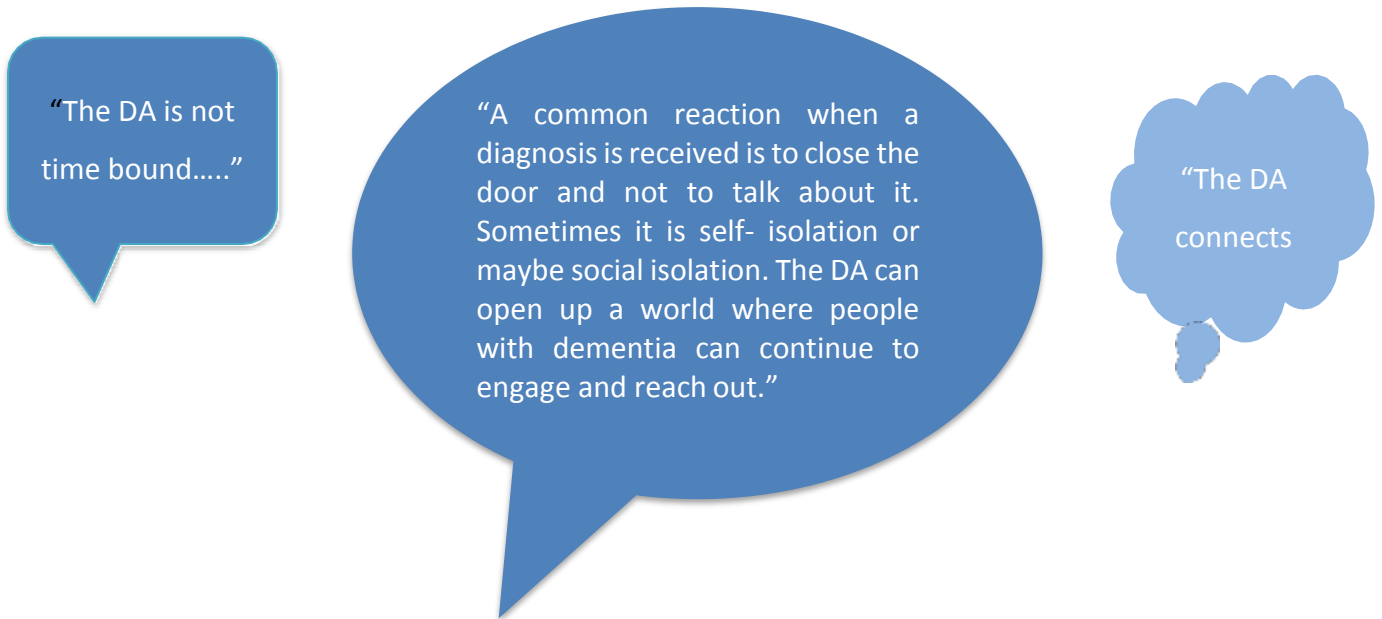 “The DA is not
time bound…..”
“A common reaction when a
diagnosis is received is to close the
door and not to talk about it.
Sometimes it is self- isolation or
maybe social isolation. The DA can
open up a world where people
with dementia can continue to
engage and reach out.”
“The DA
connects